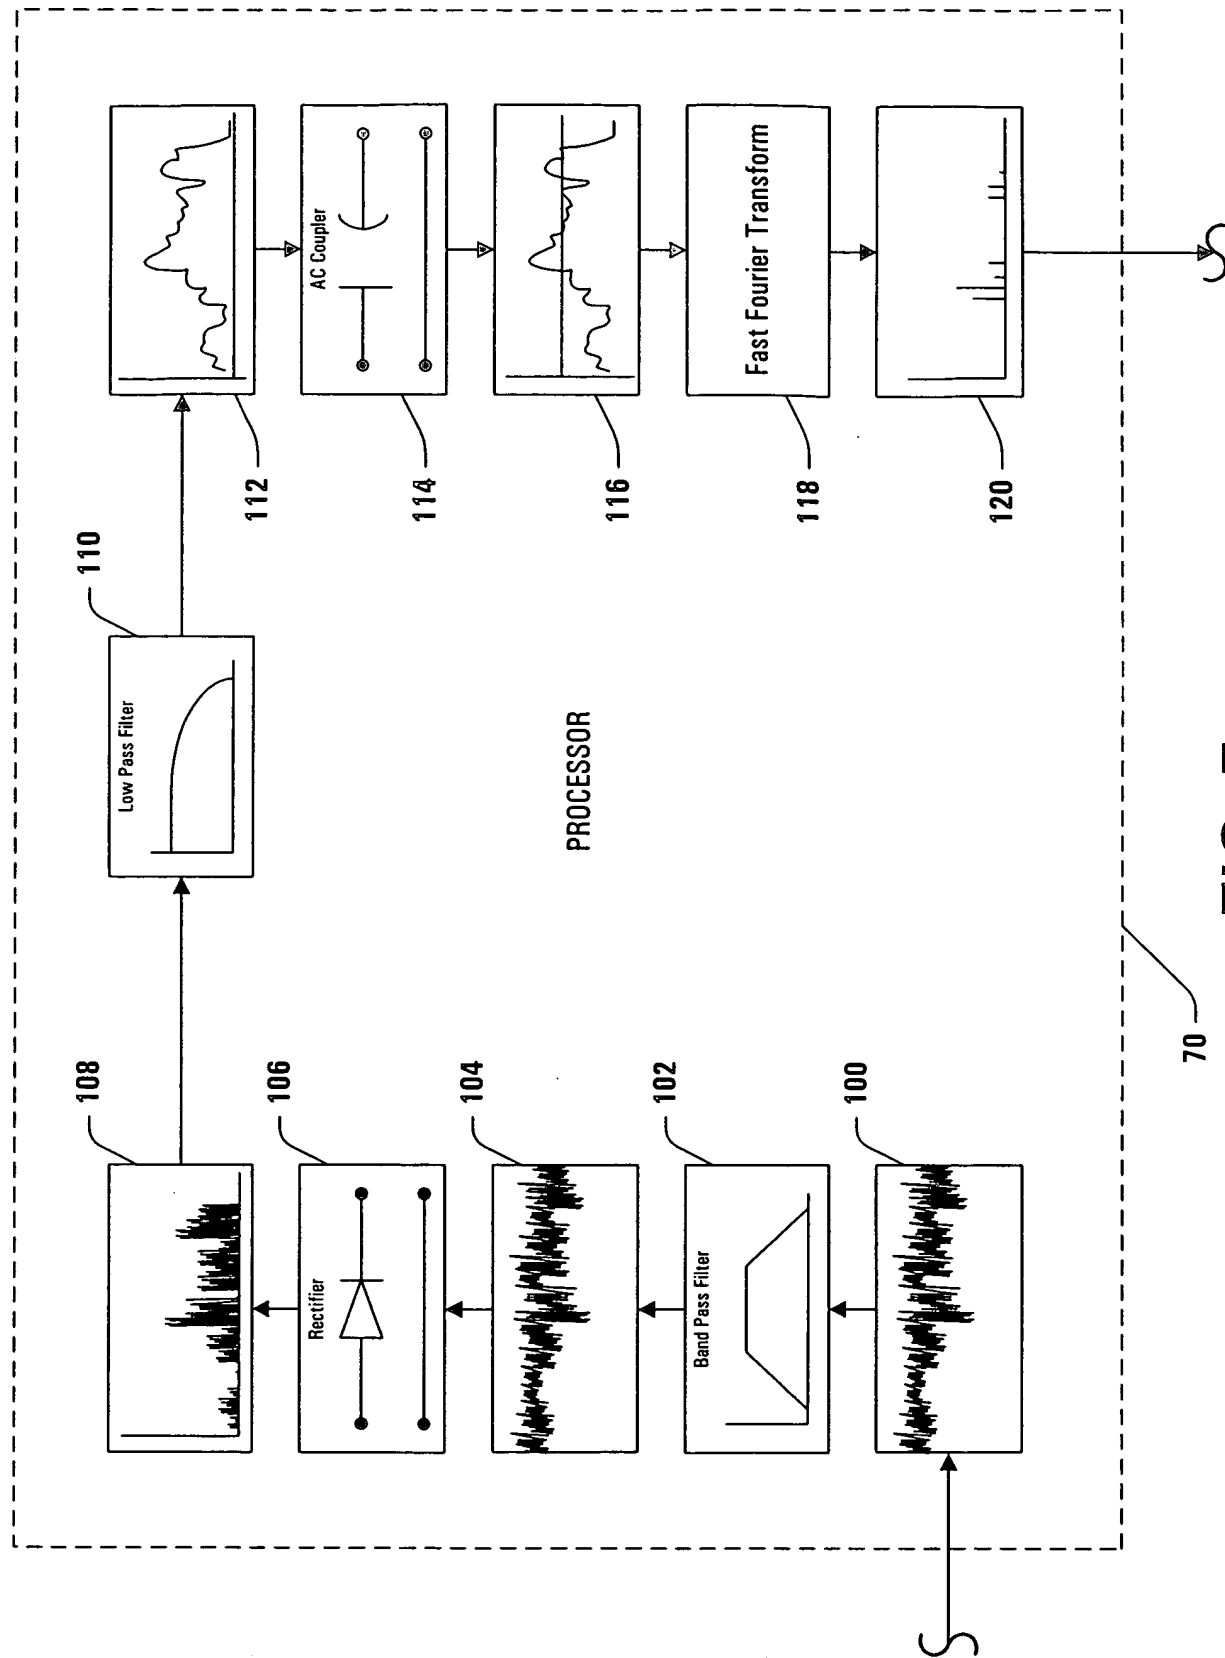 108
110
112
Low Pass Filter
106
Rectifier
AC Coupler
114
104
PROCESSOR
116
102
Band Pass Filter
Fast Fourier Transform
118
100
120
70